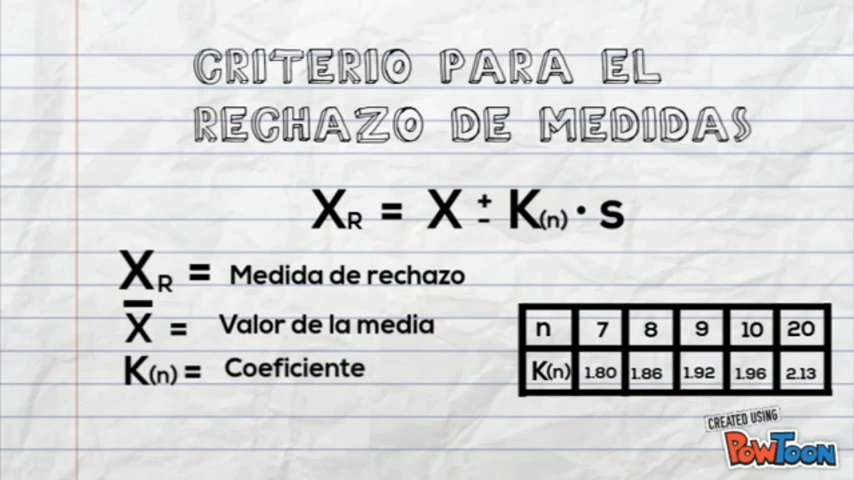 CRITERIO PARA EL
RECHAZO DE MEDIDAS
XR = X ± K(n) · s
XR = Medida de rechazo
X̄ = Valor de la media
K(n) = Coeficiente
n 7 8 9 10 20
K(n) 1.80 1.86 1.92 1.96 2.13
CREATED USING
POWTOON